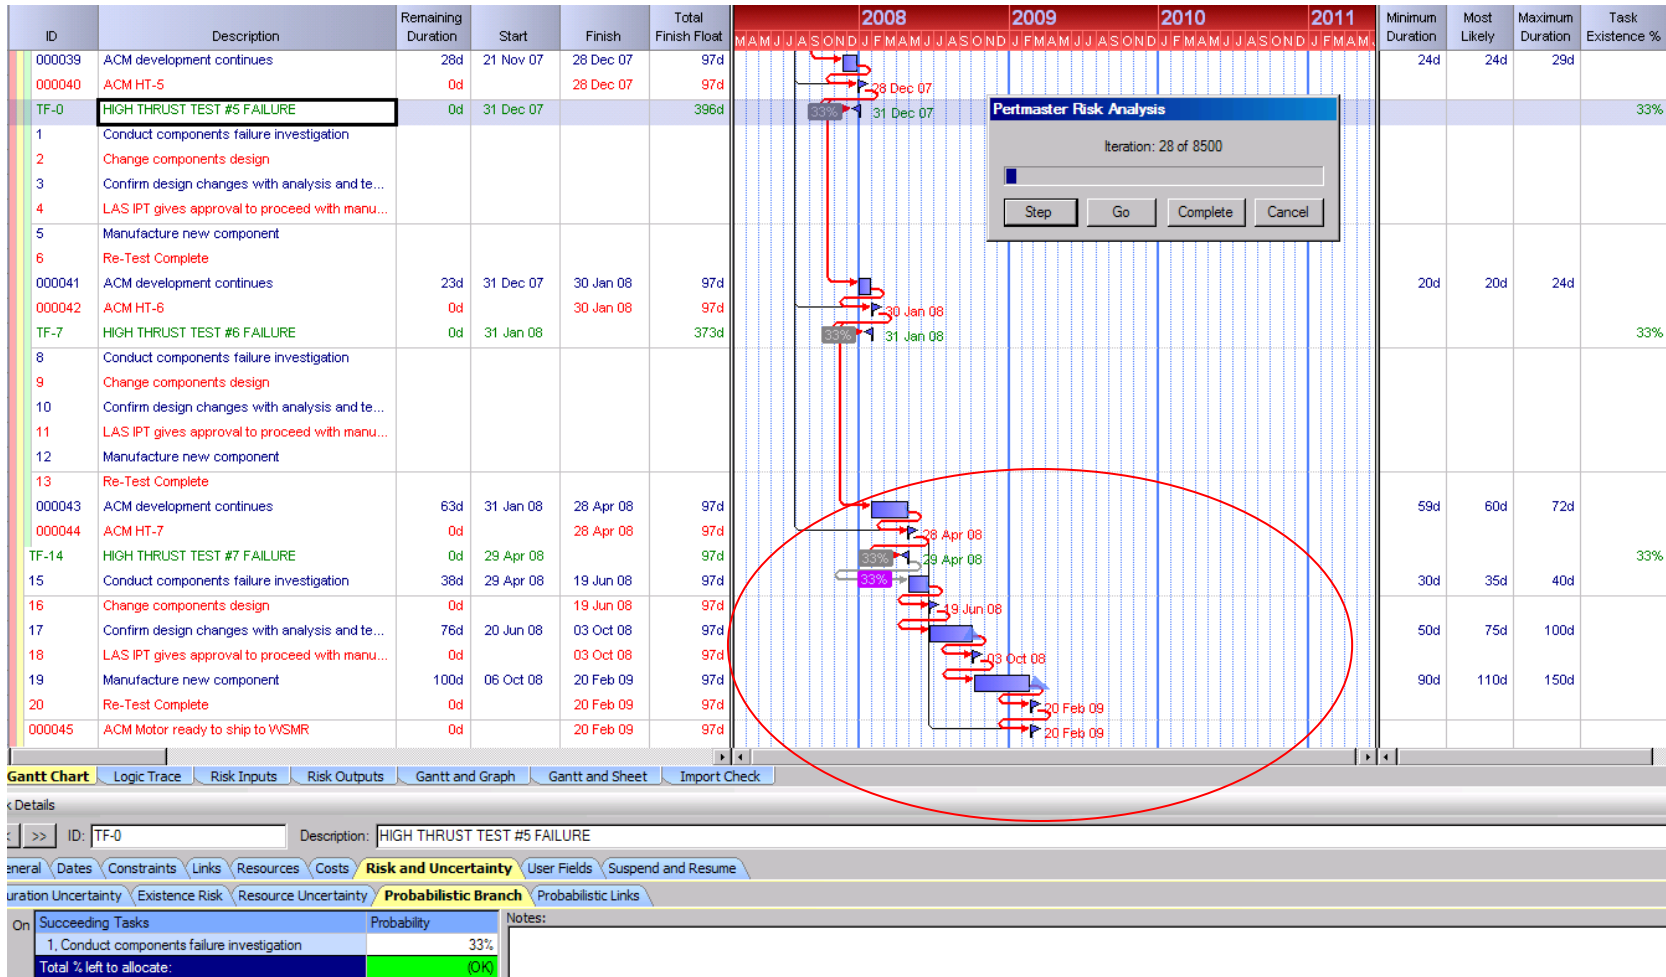 ID Description Remaining Duration Start Finish Total Finish Float 2008 2009 2010 2011 Minimum Duration Most Likely Maximum Duration Task Existence %
M A M J J A S O N D J F M A M J J A S O N D J F M A M J J A S O N D J F M A M J J A S O N D J F M A M
000039 ACM development continues 28d 21 Nov 07 28 Dec 07 97d 24d 24d 29d
000040 ACM HT-5 0d 28 Dec 07 97d 28 Dec 07
TF-0 HIGH THRUST TEST #5 FAILURE 0d 31 Dec 07 396d 33% 31 Dec 07 33%
Pertmaster Risk Analysis
Iteration: 28 of 8500
Step Go Complete Cancel
1 Conduct components failure investigation
2 Change components design
3 Confirm design changes with analysis and te...
4 LAS IPT gives approval to proceed with manu...
5 Manufacture new component
6 Re-Test Complete
000041 ACM development continues 23d 31 Dec 07 30 Jan 08 97d 20d 20d 24d
000042 ACM HT-6 0d 30 Jan 08 97d 30 Jan 08
TF-7 HIGH THRUST TEST #6 FAILURE 0d 31 Jan 08 373d 33% 31 Jan 08 33%
8 Conduct components failure investigation
9 Change components design
10 Confirm design changes with analysis and te...
11 LAS IPT gives approval to proceed with manu...
12 Manufacture new component
13 Re-Test Complete
000043 ACM development continues 63d 31 Jan 08 28 Apr 08 97d 59d 60d 72d
000044 ACM HT-7 0d 28 Apr 08 97d 28 Apr 08
TF-14 HIGH THRUST TEST #7 FAILURE 0d 29 Apr 08 97d 33% 29 Apr 08 33%
15 Conduct components failure investigation 38d 29 Apr 08 19 Jun 08 97d 33% 30d 35d 40d
16 Change components design 0d 19 Jun 08 97d 19 Jun 08
17 Confirm design changes with analysis and te... 76d 20 Jun 08 03 Oct 08 97d 50d 75d 100d
18 LAS IPT gives approval to proceed with manu... 0d 03 Oct 08 97d 03 Oct 08
19 Manufacture new component 100d 06 Oct 08 20 Feb 09 97d 90d 110d 150d
20 Re-Test Complete 0d 20 Feb 09 97d 20 Feb 09
000045 ACM Motor ready to ship to WSMR 0d 20 Feb 09 97d 20 Feb 09
Gantt Chart Logic Trace Risk Inputs Risk Outputs Gantt and Graph Gantt and Sheet Import Check
k Details
>> ID: TF-0 Description: HIGH THRUST TEST #5 FAILURE
eneral Dates Constraints Links Resources Costs Risk and Uncertainty User Fields Suspend and Resume
uration Uncertainty Existence Risk Resource Uncertainty Probabilistic Branch Probabilistic Links
On Succeeding Tasks Probability Notes:
1, Conduct components failure investigation 33%
Total % left to allocate: (OK)